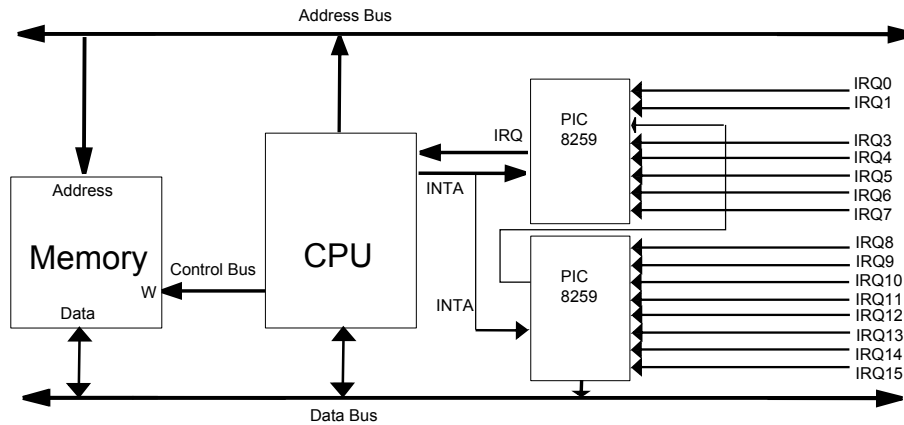 Address Bus
IRQ0
IRQ1
PIC
8259
IRQ
IRQ3
IRQ4
IRQ5
IRQ6
IRQ7
INTA
Address
Memory
CPU
Control Bus
W
Data
IRQ8
IRQ9
IRQ10
IRQ11
IRQ12
IRQ13
IRQ14
IRQ15
PIC
8259
INTA
Data Bus